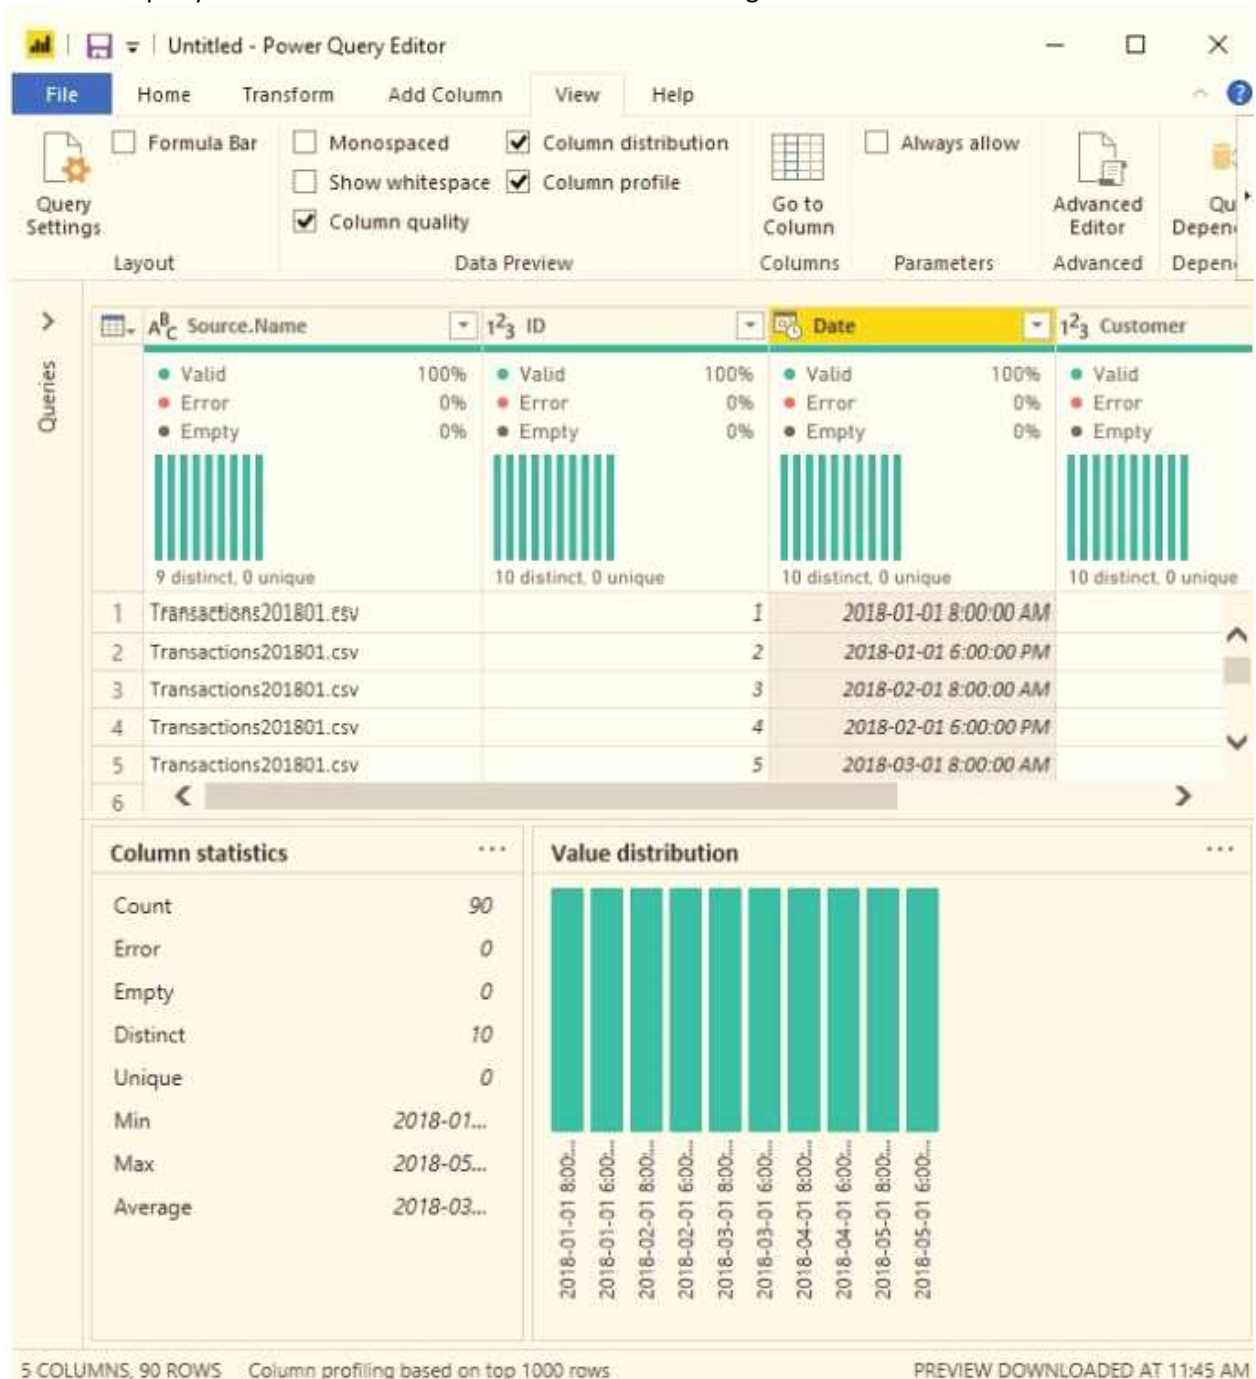 Untitled - Power Query Editor
File Home Transform Add Column View Help
Formula Bar Monospaced Column distribution Always allow
Show whitespace Column profile
Query Settings Column quality Go to Column Advanced Editor
Layout Data Preview Columns Parameters Advanced
Queries
ABC Source.Name 123 ID Date 123 Customer
Valid 100% Valid 100% Valid 100% Valid
Error 0% Error 0% Error 0% Error
Empty 0% Empty 0% Empty 0% Empty
9 distinct, 0 unique 10 distinct, 0 unique 10 distinct, 0 unique 10 distinct, 0 unique
1 Transactions201801.csv 1 2018-01-01 8:00:00 AM
2 Transactions201801.csv 2 2018-01-01 6:00:00 PM
3 Transactions201801.csv 3 2018-02-01 8:00:00 AM
4 Transactions201801.csv 4 2018-02-01 6:00:00 PM
5 Transactions201801.csv 5 2018-03-01 8:00:00 AM
6
Column statistics ... Value distribution ...
Count 90
Error 0
Empty 0
Distinct 10
Unique 0
Min 2018-01...
Max 2018-05...
Average 2018-03...
2018-01-01 8:00:...
2018-01-01 6:00:...
2018-02-01 8:00:...
2018-02-01 6:00:...
2018-03-01 8:00:...
2018-03-01 6:00:...
2018-04-01 8:00:...
2018-04-01 6:00:...
2018-05-01 8:00:...
2018-05-01 6:00:...
5 COLUMNS, 90 ROWS Column profiling based on top 1000 rows PREVIEW DOWNLOADED AT 11:45 AM